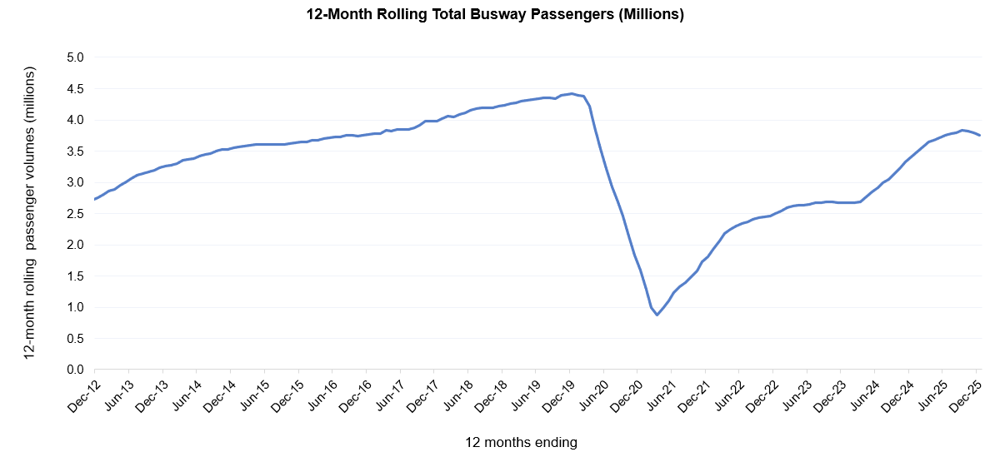 12-Month Rolling Total Busway Passengers (Millions)
12-month rolling  passenger volumes (millions)
5.0
4.5
4.0
3.5
3.0
2.5
2.0
1.5
1.0
0.5
0.0
Dec-12
Jun-13
Dec-13
Jun-14
Dec-14
Jun-15
Dec-15
Jun-16
Dec-16
Jun-17
Dec-17
Jun-18
Dec-18
Jun-19
Dec-19
Jun-20
Dec-20
Jun-21
Dec-21
Jun-22
Dec-22
Jun-23
Dec-23
Jun-24
Dec-24
Jun-25
Dec-25
12 months ending